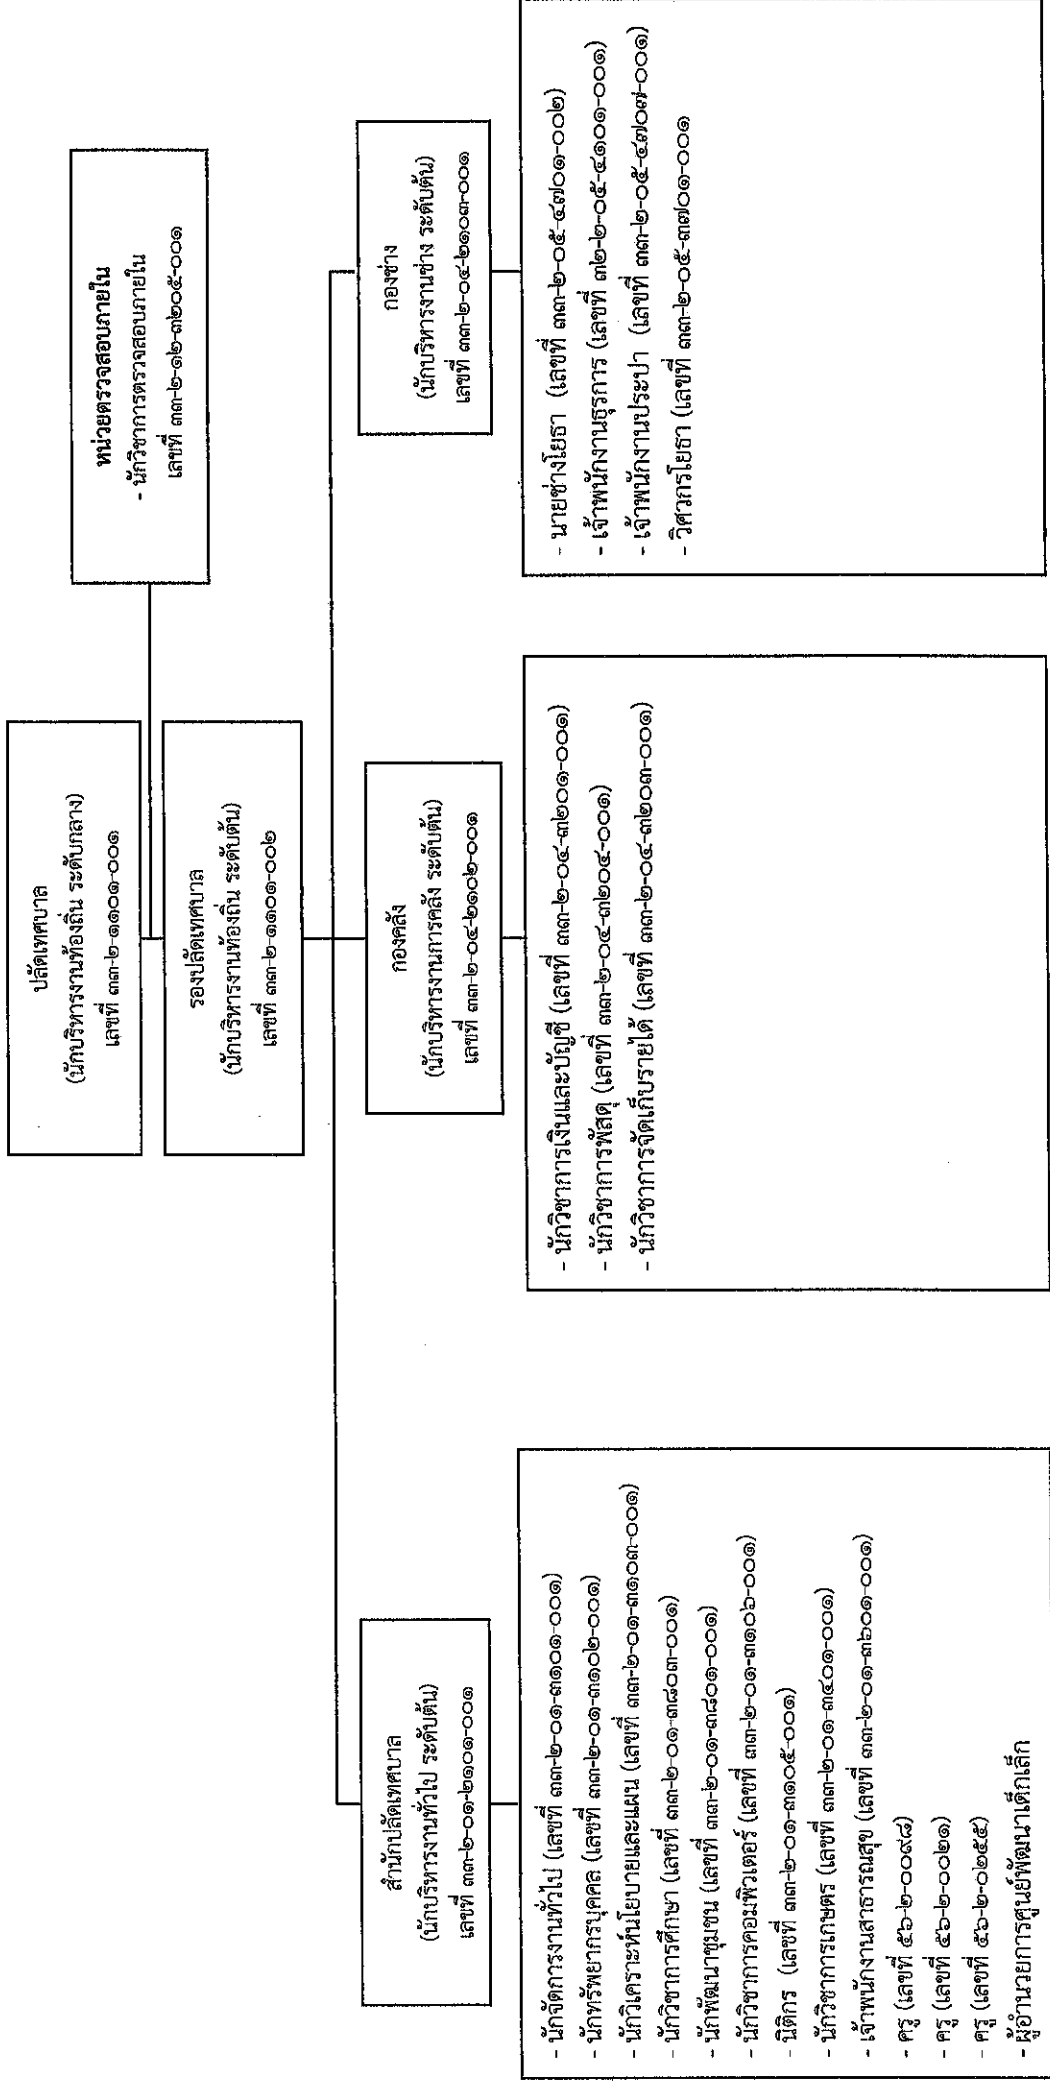 ปลัดเทศบาล
(นักบริหารงานท้องถิ่น ระดับกลาง)
เลขที่ ๓๓-๒-๑๑๐๑-๐๐๑
หน่วยตรวจสอบภายใน
- นักวิชาการตรวจสอบภายใน
เลขที่ ๓๓-๒-๑๒-๓๒๐๕-๐๐๑
รองปลัดเทศบาล
(นักบริหารงานท้องถิ่น ระดับต้น)
เลขที่ ๓๓-๒-๑๑๐๑-๐๐๒
สำนักปลัดเทศบาล
(นักบริหารงานทั่วไป ระดับต้น)
เลขที่ ๓๓-๒-๐๑-๒๑๐๑-๐๐๑
กองคลัง
(นักบริหารงานการคลัง ระดับต้น)
เลขที่ ๓๓-๒-๐๔-๒๑๐๒-๐๐๑
กองช่าง
(นักบริหารงานช่าง ระดับต้น)
เลขที่ ๓๓-๒-๐๔-๒๑๐๓-๐๐๑
- นักจัดการงานทั่วไป (เลขที่ ๓๓-๒-๐๑-๓๑๐๑-๐๐๑)
- นักทรัพยากรบุคคล (เลขที่ ๓๓-๒-๐๑-๓๑๐๒-๐๐๑)
- นักวิเคราะห์นโยบายและแผน (เลขที่ ๓๓-๒-๐๑-๓๑๐๓-๐๐๑)
- นักวิชาการศึกษา (เลขที่ ๓๓-๒-๐๑-๓๘๐๓-๐๐๑)
- นักพัฒนาชุมชน (เลขที่ ๓๓-๒-๐๑-๓๘๐๑-๐๐๑)
- นักวิชาการคอมพิวเตอร์ (เลขที่ ๓๓-๒-๐๑-๓๑๐๖-๐๐๑)
- นิติกร (เลขที่ ๓๓-๒-๐๑-๓๑๐๕-๐๐๑)
- นักวิชาการเกษตร (เลขที่ ๓๓-๒-๐๑-๓๔๐๑-๐๐๑)
- เจ้าพนักงานสาธารณสุข (เลขที่ ๓๓-๒-๐๑-๓๖๐๑-๐๐๑)
- ครู (เลขที่ ๕๖-๒-๐๐๙๘)
- ครู (เลขที่ ๕๖-๒-๐๐๒๑)
- ครู (เลขที่ ๕๖-๒-๐๒๕๕)
- ผู้อำนวยการศูนย์พัฒนาเด็กเล็ก
- นักวิชาการเงินและบัญชี (เลขที่ ๓๓-๒-๐๔-๓๒๐๑-๐๐๑)
- นักวิชาการพัสดุ (เลขที่ ๓๓-๒-๐๔-๓๒๐๔-๐๐๑)
- นักวิชาการจัดเก็บรายได้ (เลขที่ ๓๓-๒-๐๔-๓๒๐๓-๐๐๑)
- นายช่างโยธา (เลขที่ ๓๓-๒-๐๕-๔๗๐๑-๐๐๒)
- เจ้าพนักงานธุรการ (เลขที่ ๓๒-๒-๐๕-๔๑๐๑-๐๐๑)
- เจ้าพนักงานประปา (เลขที่ ๓๓-๒-๐๕-๔๗๐๗-๐๐๑)
- วิศวกรโยธา (เลขที่ ๓๓-๒-๐๕-๓๗๐๑-๐๐๑